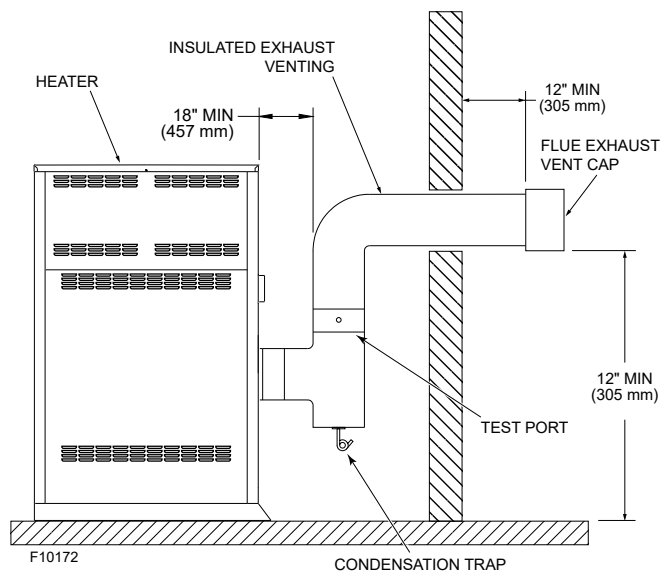 INSULATED EXHAUST
VENTING
HEATER
18" MIN
(457 mm)
12" MIN
(305 mm)
FLUE EXHAUST
VENT CAP
12" MIN
(305 mm)
TEST PORT
CONDENSATION TRAP
F10172